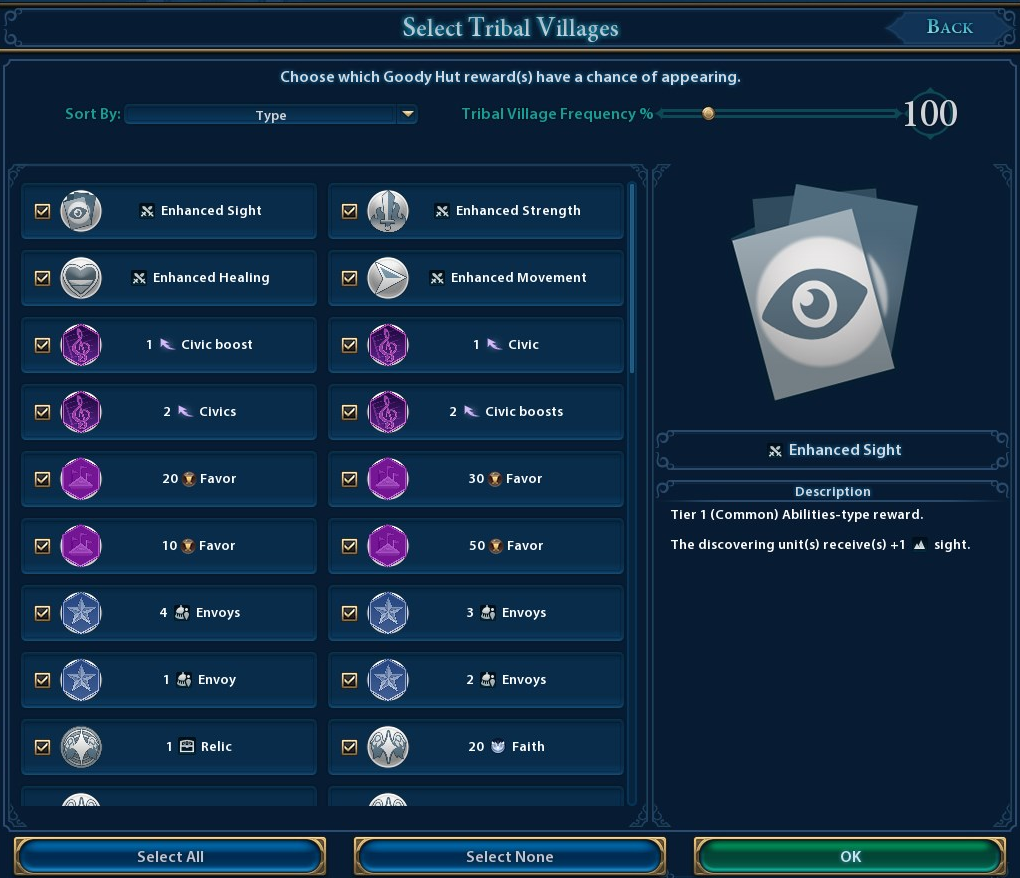 Select Tribal Villages
BACK
Choose which Goody Hut reward(s) have a chance of appearing.
Sort By: Type
Tribal Village Frequency % 100
Enhanced Sight
Enhanced Strength
Enhanced Healing
Enhanced Movement
1 Civic boost
1 Civic
2 Civics
2 Civic boosts
20 Favor
30 Favor
10 Favor
50 Favor
4 Envoys
3 Envoys
1 Envoy
2 Envoys
1 Relic
20 Faith
Enhanced Sight
Description
Tier 1 (Common) Abilities-type reward.
The discovering unit(s) receive(s) +1 sight.
Select All
Select None
OK